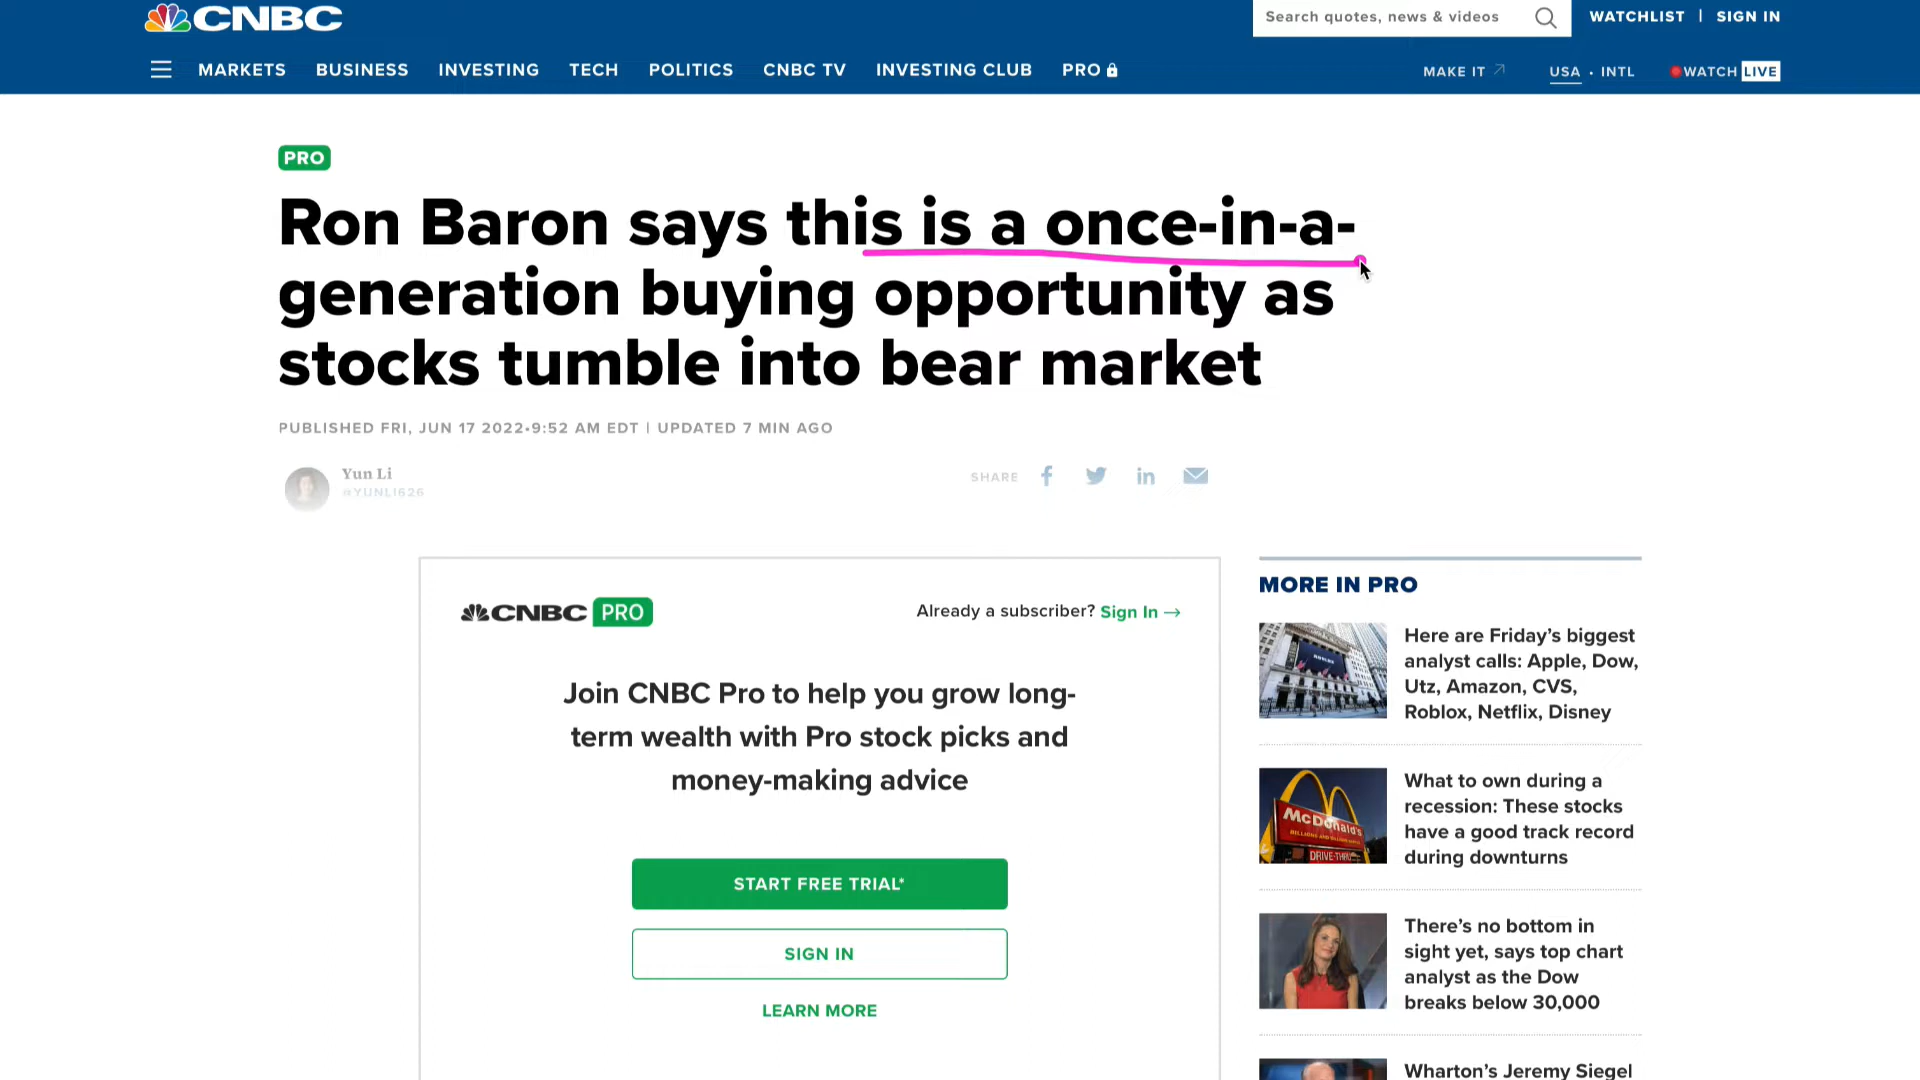 CNBC
Search quotes, news & videos
WATCHLIST | SIGN IN
MARKETS BUSINESS INVESTING TECH POLITICS CNBC TV INVESTING CLUB PRO
MAKE IT USA • INTL WATCH LIVE
PRO
Ron Baron says this is a once-in-a-
generation buying opportunity as
stocks tumble into bear market
PUBLISHED FRI, JUN 17 2022•9:52 AM EDT | UPDATED 7 MIN AGO
Yun Li
@YUNLI626
SHARE
CNBC PRO
Already a subscriber? Sign In →
Join CNBC Pro to help you grow long-
term wealth with Pro stock picks and
money-making advice
START FREE TRIAL*
SIGN IN
LEARN MORE
MORE IN PRO
Here are Friday’s biggest
analyst calls: Apple, Dow,
Utz, Amazon, CVS,
Roblox, Netflix, Disney
McDonald's
DRIVE-THRU
What to own during a
recession: These stocks
have a good track record
during downturns
There’s no bottom in
sight yet, says top chart
analyst as the Dow
breaks below 30,000
Wharton’s Jeremy Siegel